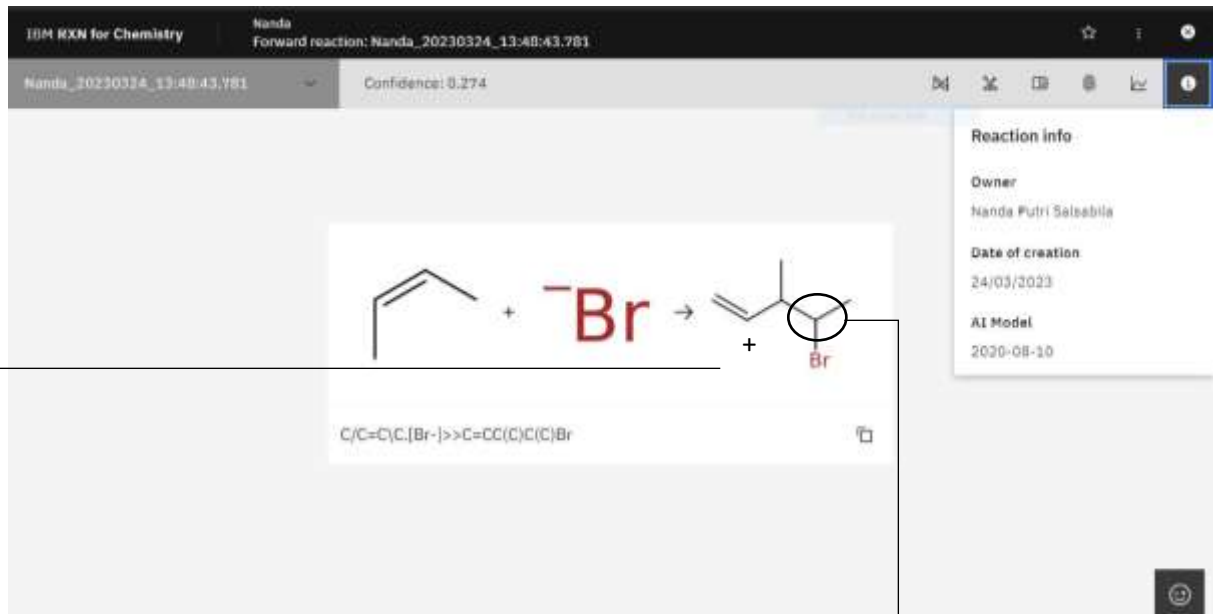 IBM RXN for Chemistry
Nanda
Forward reaction: Nanda_20230324_13:48:43.781
Nanda_20230324_13:48:43.781
Confidence: 0.274
Reaction info
Owner
Nanda Putri Salsabila
Date of creation
24/03/2023
AI Model
2020-08-10
+ ⁻Br →
+
Br
C/C=C\C.[Br-]>>C=CC(C)C(C)Br